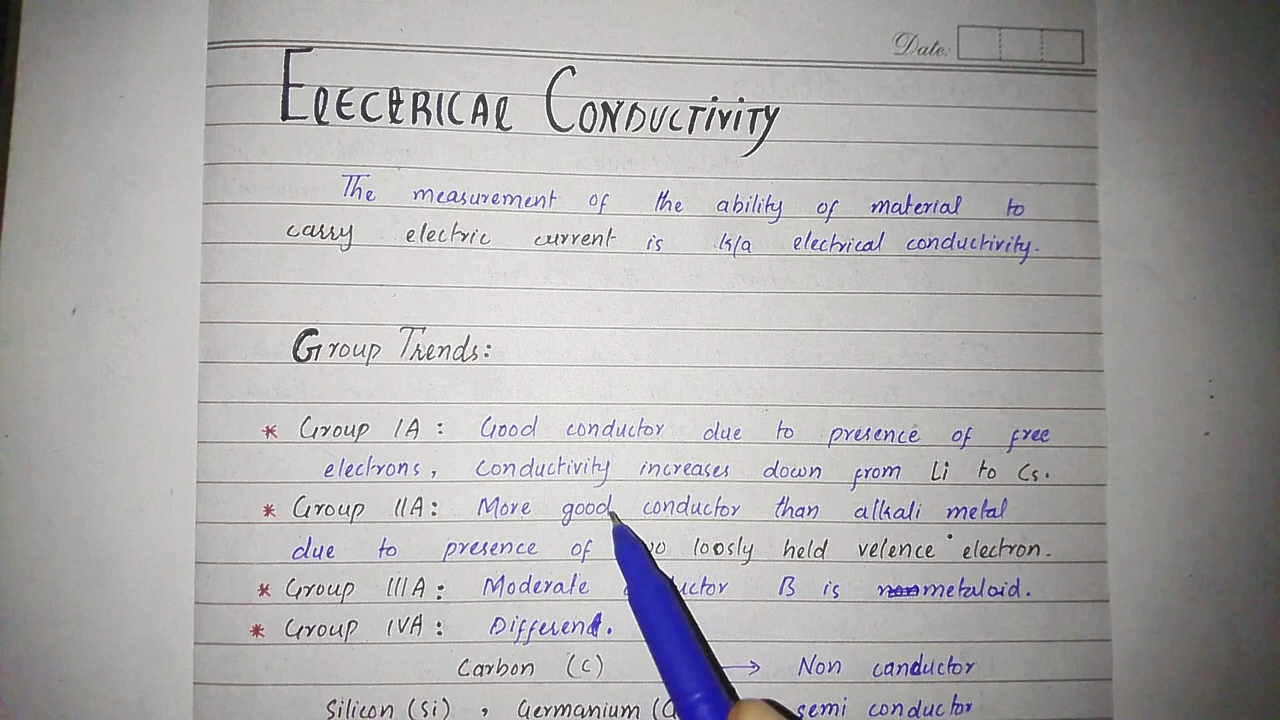 Date:
Electrical Conductivity
The measurement of the ability of material to
carry electric current is k/a electrical conductivity.
Group Trends:
* Group IA: Good conductor due to presence of free
electrons, Conductivity increases down from Li to Cs.
* Group IIA: More good conductor than alkali metal
due to presence of loosly held velence electron.
* Group IIIA: Moderate B is metaloid.
* Group IVA: Different.
Carbon (C) → Non conductor
Silicon (Si), Germanium ( semi conductor